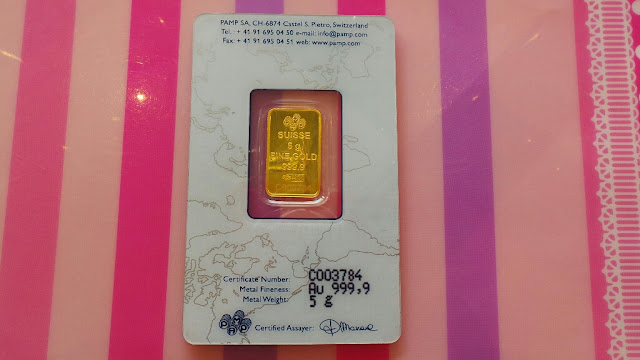 PAMP SA, CH-6874 Castel S. Pietro, Switzerland
Tel.: + 41 91 695 04 50 e-mail: info@pamp.com
Fax: + 41 91 695 04 51 web: www.pamp.com
SUISSE
5 g
FINE GOLD
999.9
Certificate Number: C003784
Metal Fineness: Au 999,9
Metal Weight: 5 g
PAMP
Certified Assayer: